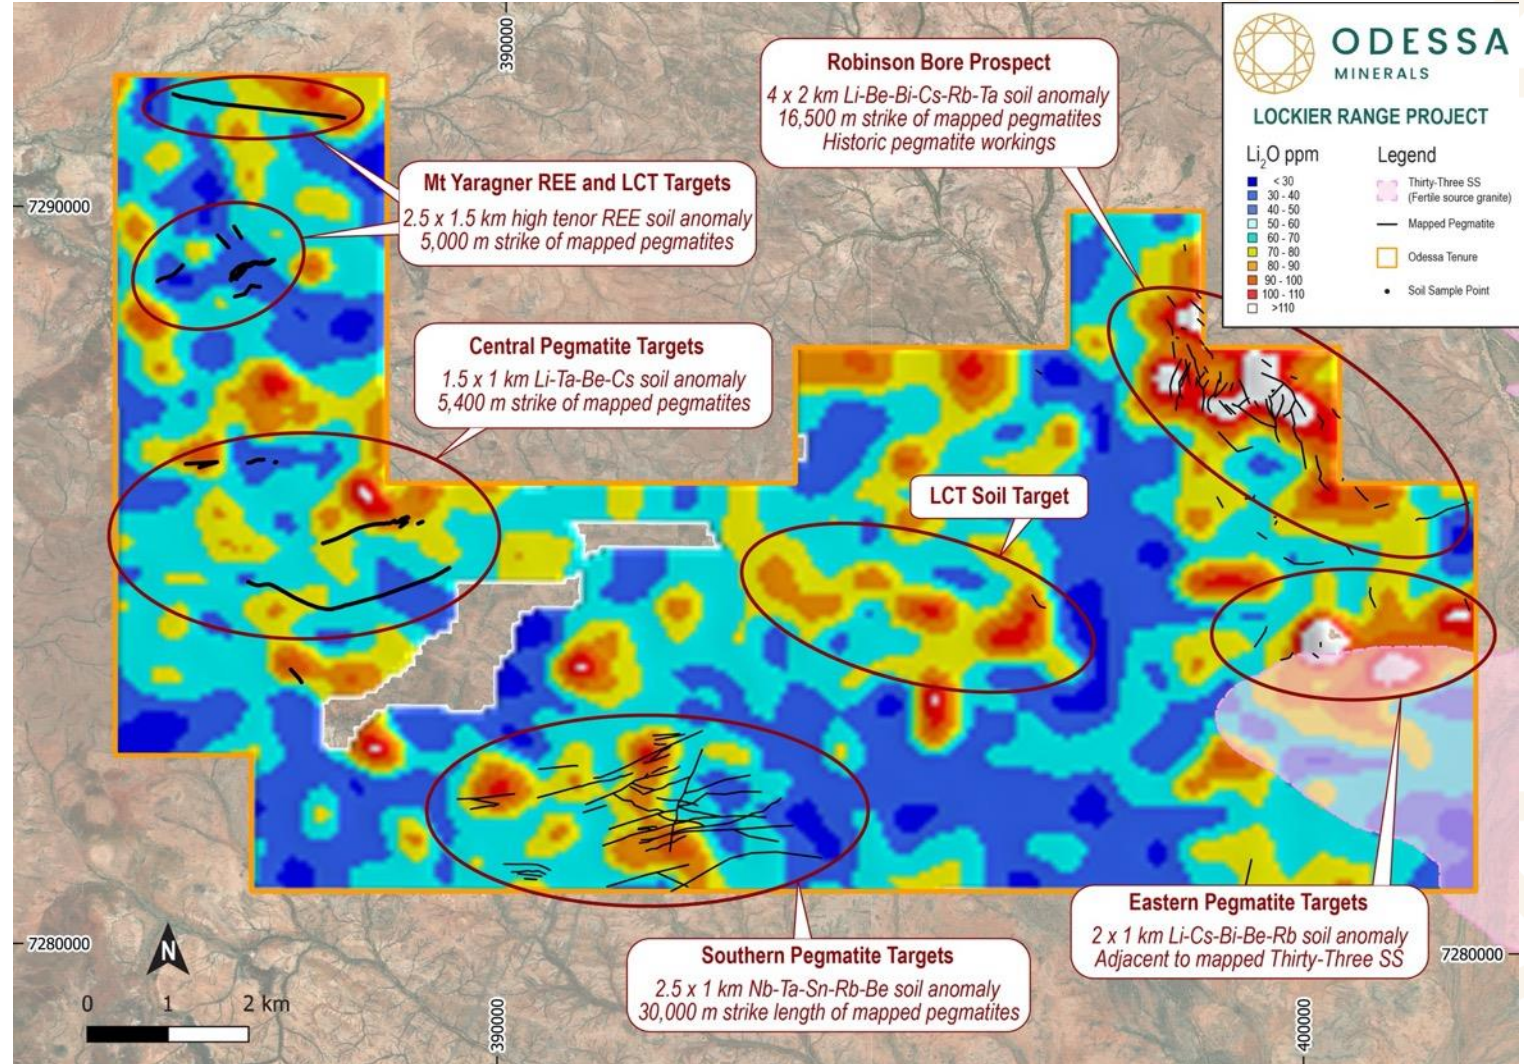 390000
ODESSA
MINERALS
LOCKIER RANGE PROJECT
Li2O ppm
< 30
30 - 40
40 - 50
50 - 60
60 - 70
70 - 80
80 - 90
90 - 100
100 - 110
>110
Legend
Thirty-Three SS
(Fertile source granite)
Mapped Pegmatite
Odessa Tenure
Soil Sample Point
Robinson Bore Prospect
4 x 2 km Li-Be-Bi-Cs-Rb-Ta soil anomaly
16,500 m strike of mapped pegmatites
Historic pegmatite workings
Mt Yaragner REE and LCT Targets
2.5 x 1.5 km high tenor REE soil anomaly
5,000 m strike of mapped pegmatites
7290000
Central Pegmatite Targets
1.5 x 1 km Li-Ta-Be-Cs soil anomaly
5,400 m strike of mapped pegmatites
LCT Soil Target
Eastern Pegmatite Targets
2 x 1 km Li-Cs-Bi-Be-Rb soil anomaly
Adjacent to mapped Thirty-Three SS
Southern Pegmatite Targets
2.5 x 1 km Nb-Ta-Sn-Rb-Be soil anomaly
30,000 m strike length of mapped pegmatites
7280000
7280000
N
0 1 2 km
390000
400000